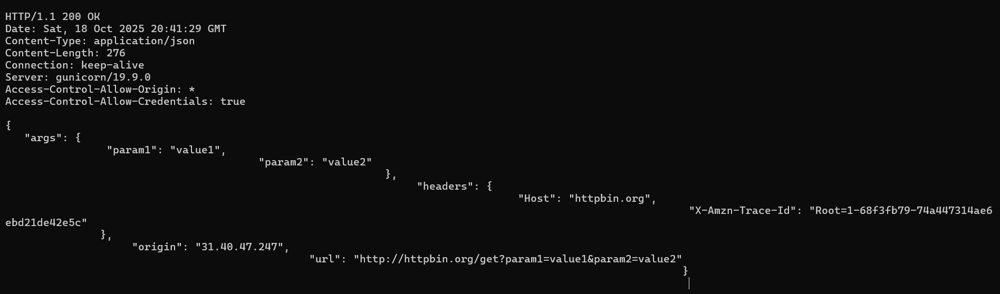 HTTP/1.1 200 OK
Date: Sat, 18 Oct 2025 20:41:29 GMT
Content-Type: application/json
Content-Length: 276
Connection: keep-alive
Server: gunicorn/19.9.0
Access-Control-Allow-Origin: *
Access-Control-Allow-Credentials: true
{
"args": {
"param1": "value1",
"param2": "value2"
},
"headers": {
"Host": "httpbin.org",
"X-Amzn-Trace-Id": "Root=1-68f3fb79-74a447314ae6
ebd21de42e5c"
},
"origin": "31.40.47.247",
"url": "http://httpbin.org/get?param1=value1&param2=value2"
}